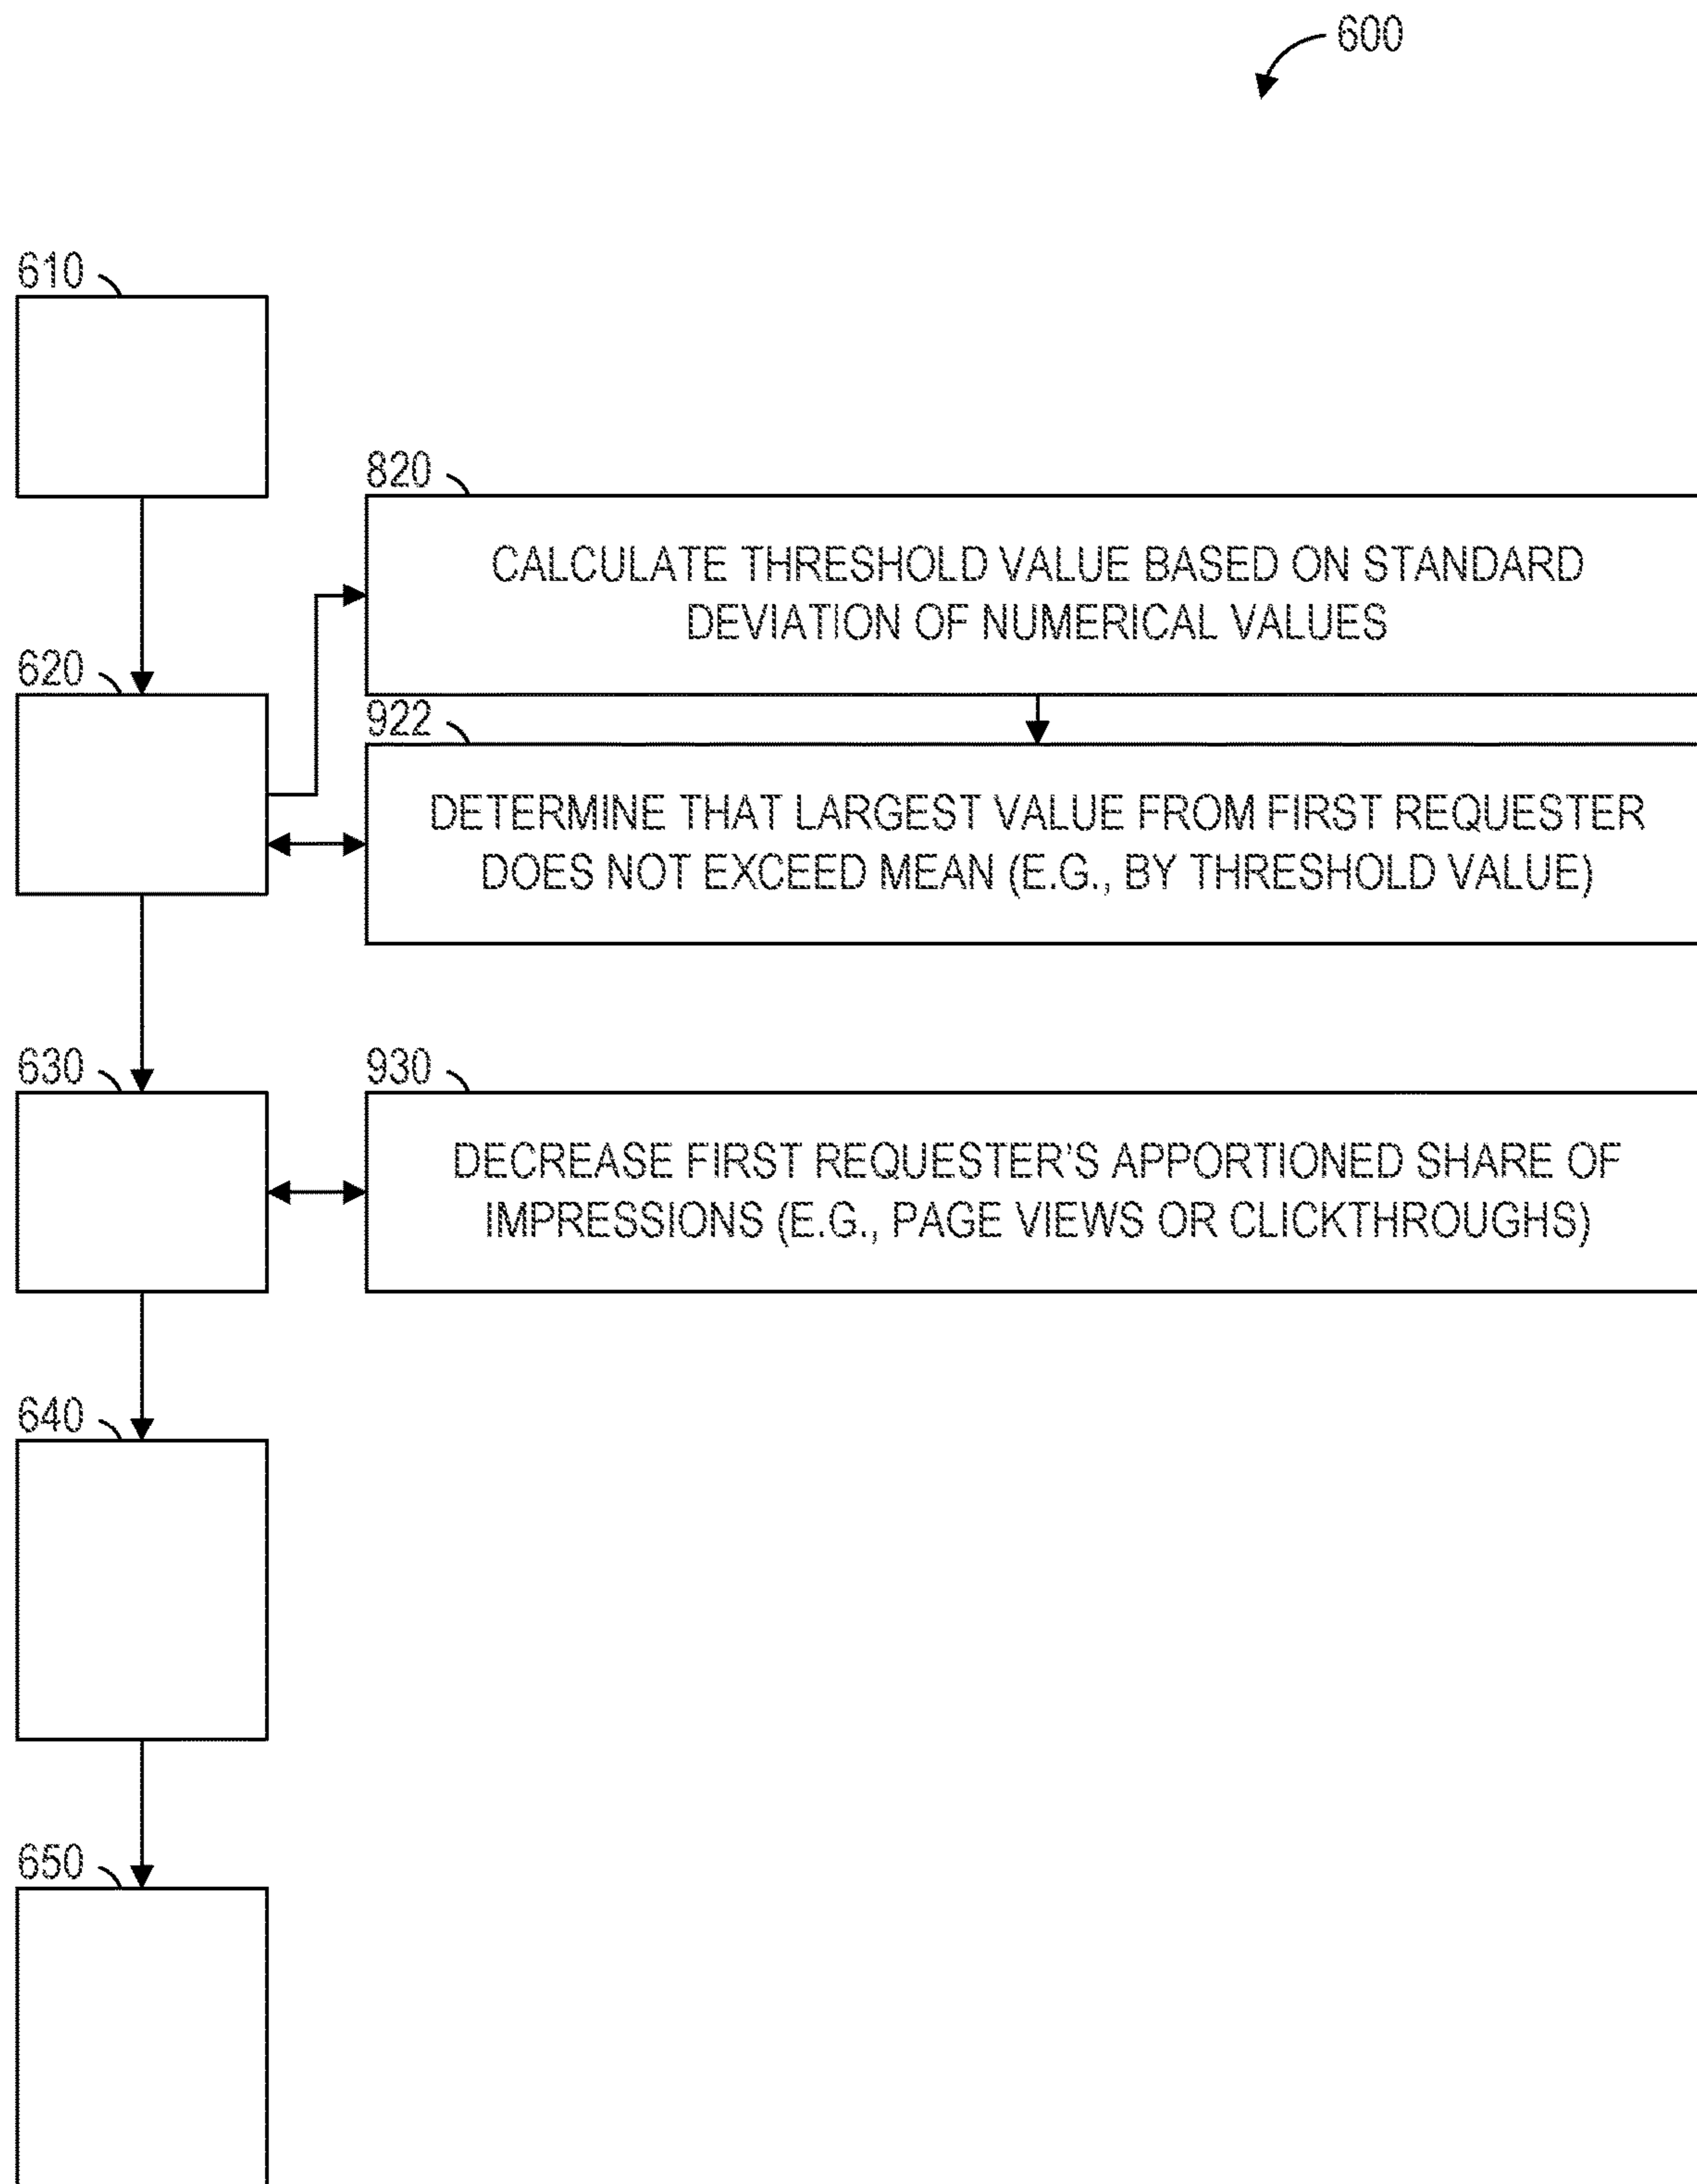 600
610
820
CALCULATE THRESHOLD VALUE BASED ON STANDARD
DEVIATION OF NUMERICAL VALUES
620
922
DETERMINE THAT LARGEST VALUE FROM FIRST REQUESTER
DOES NOT EXCEED MEAN (E.G., BY THRESHOLD VALUE)
630
930
DECREASE FIRST REQUESTER'S APPORTIONED SHARE OF
IMPRESSIONS (E.G., PAGE VIEWS OR CLICKTHROUGHS)
640
650